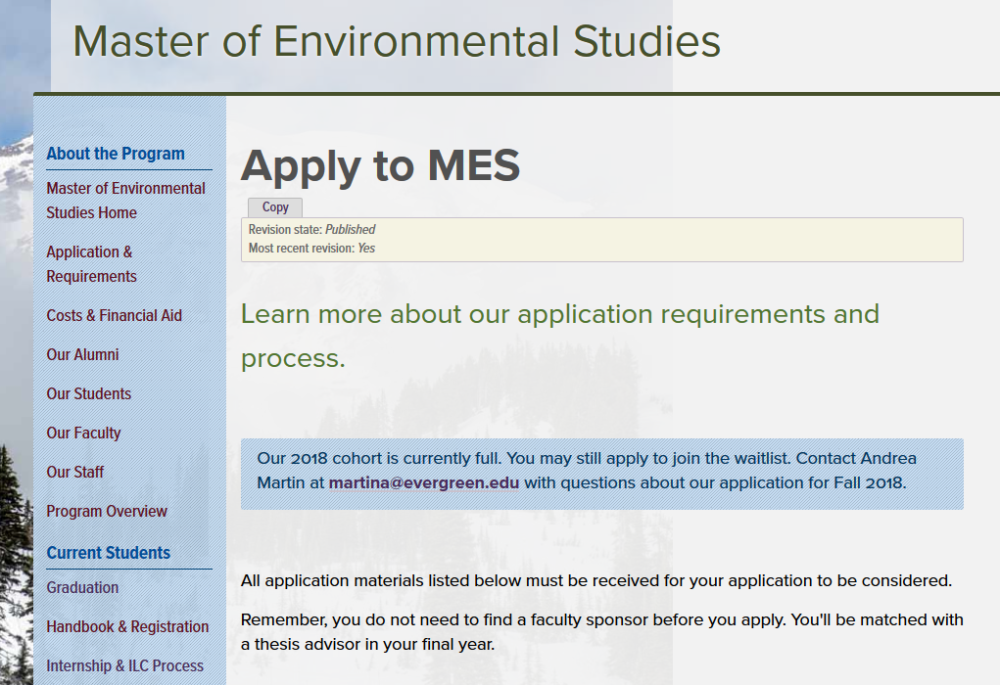 Master of Environmental Studies
About the Program
Master of Environmental
Studies Home
Application &
Requirements
Costs & Financial Aid
Our Alumni
Our Students
Our Faculty
Our Staff
Program Overview
Current Students
Graduation
Handbook & Registration
Internship & ILC Process
Apply to MES
Copy
Revision state: Published
Most recent revision: Yes
Learn more about our application requirements and
process.
Our 2018 cohort is currently full. You may still apply to join the waitlist. Contact Andrea
Martin at martina@evergreen.edu with questions about our application for Fall 2018.
All application materials listed below must be received for your application to be considered.
Remember, you do not need to find a faculty sponsor before you apply. You'll be matched with
a thesis advisor in your final year.